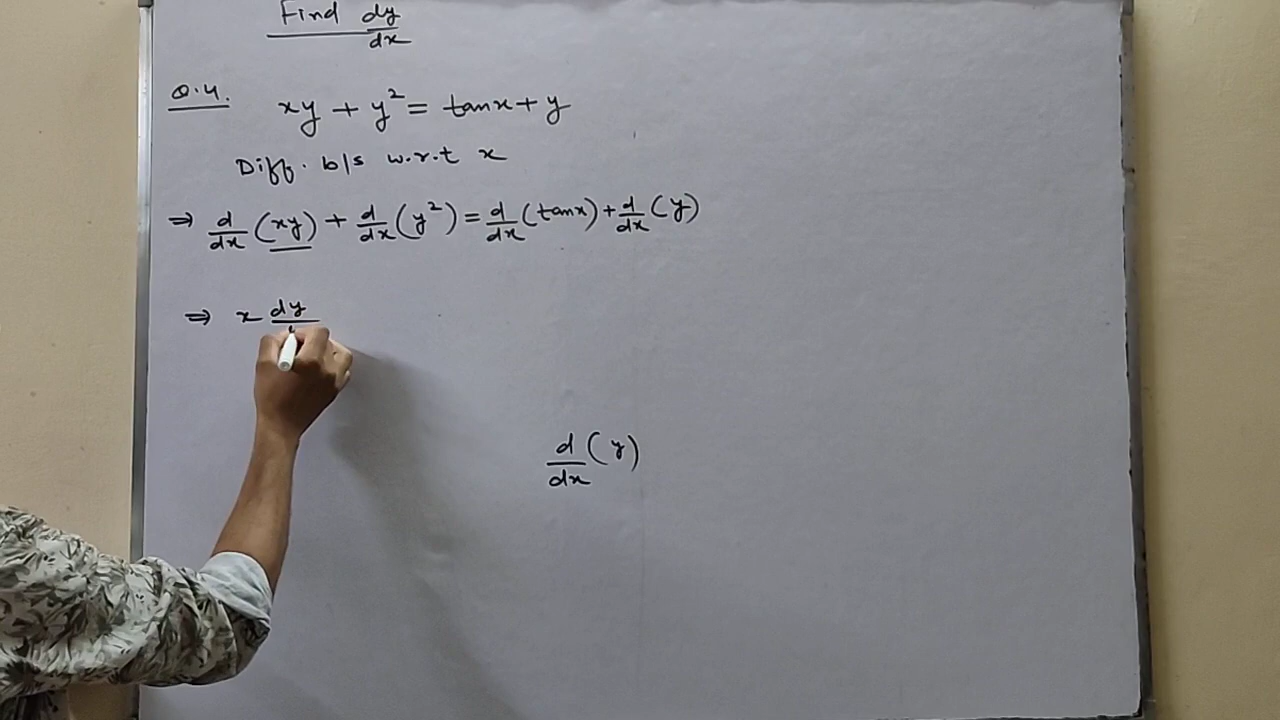 Find dy/dx
Q.4. xy + y² = tanx + y
Diff. b/s w.r.t x
⇒ d/dx (xy) + d/dx (y²) = d/dx (tanx) + d/dx (y)
⇒ x dy
d/dx (y)